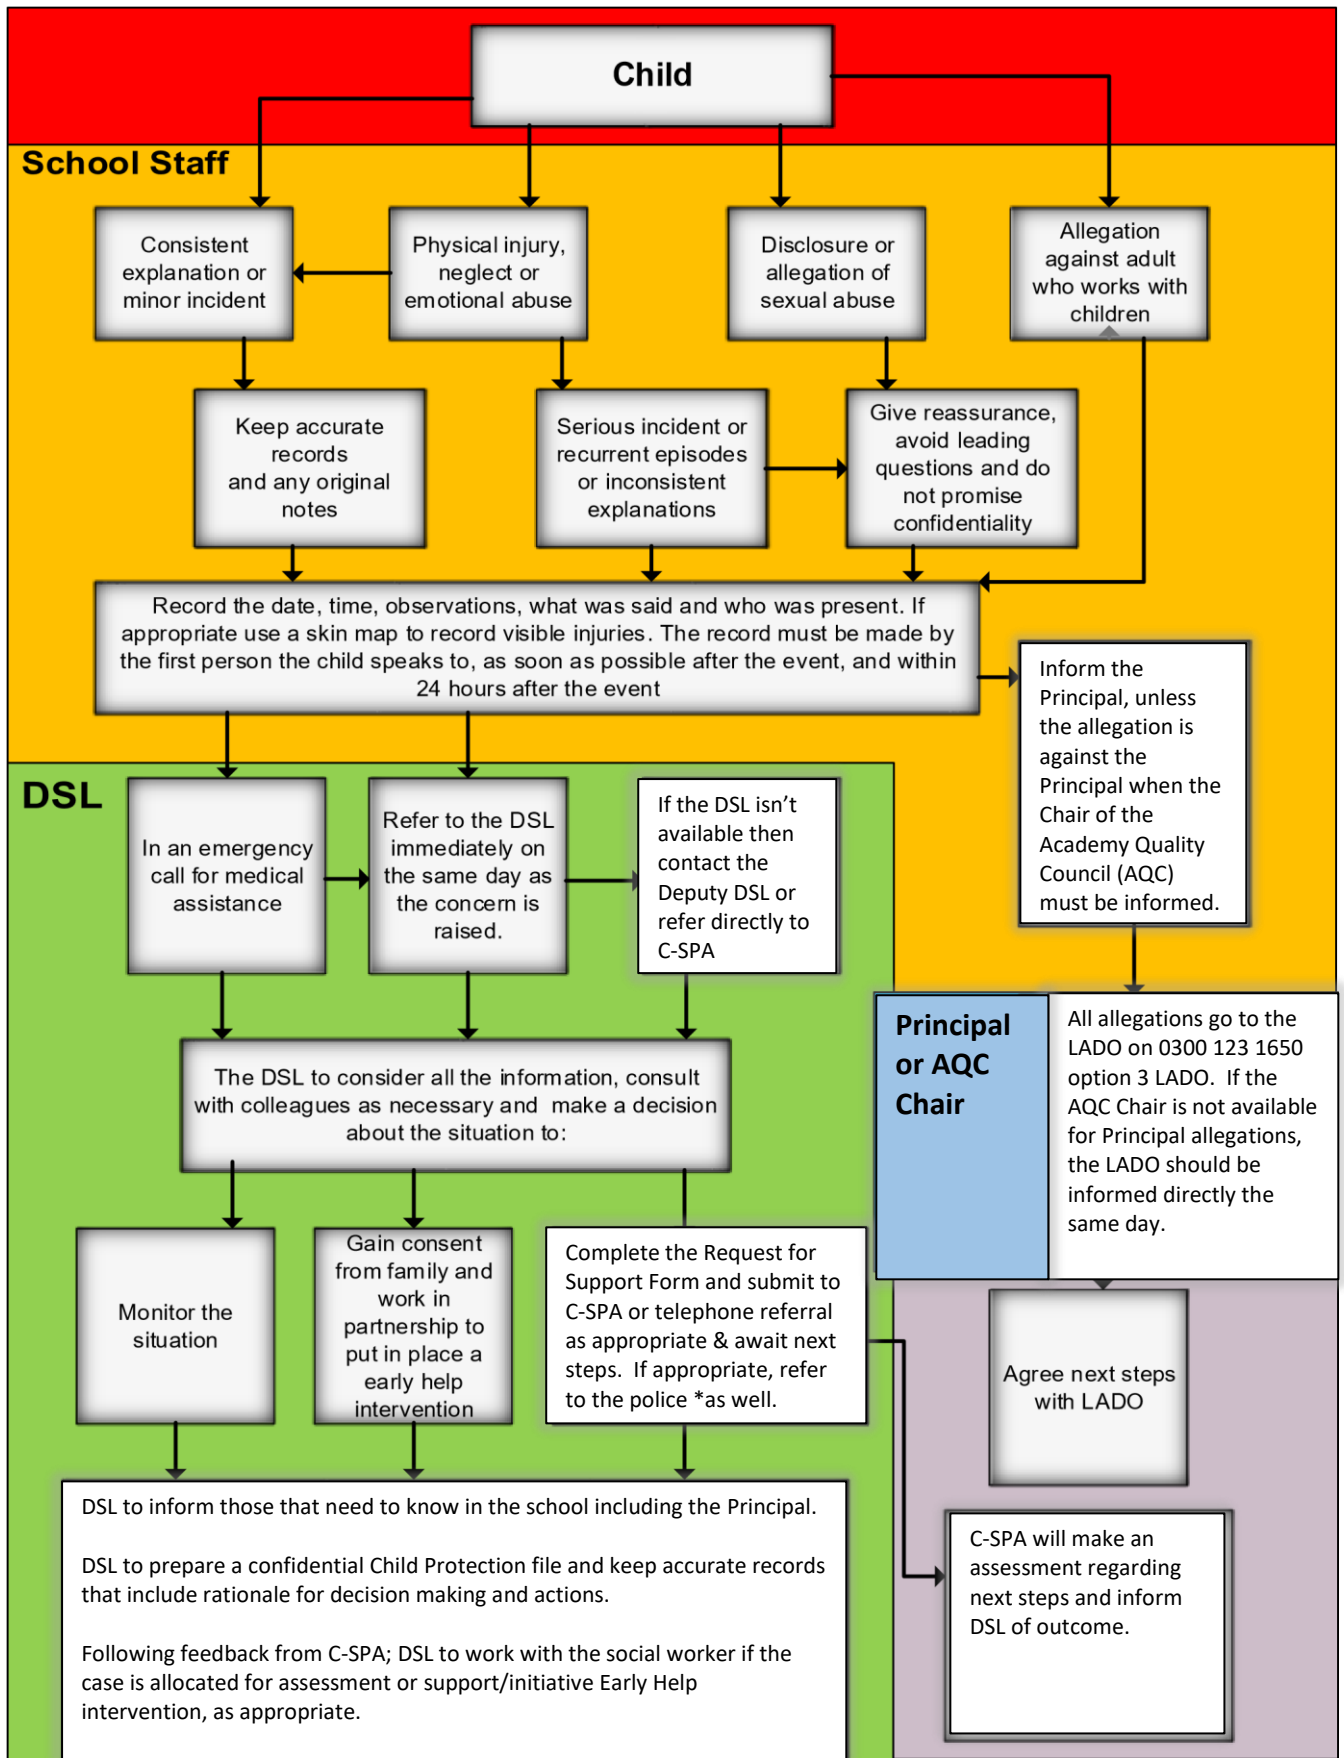 Child
School Staff
Consistent
explanation or
minor incident
Physical injury,
neglect or
emotional abuse
Disclosure or
allegation of
sexual abuse
Allegation
against adult
who works with
children
Keep accurate
records
and any original
notes
Serious incident or
recurrent episodes
or inconsistent
explanations
Give reassurance,
avoid leading
questions and do
not promise
confidentiality
Record the date, time, observations, what was said and who was present. If
appropriate use a skin map to record visible injuries. The record must be made by
the first person the child speaks to, as soon as possible after the event, and within
24 hours after the event
Inform the
Principal, unless
the allegation is
against the
Principal when the
Chair of the
Academy Quality
Council (AQC)
must be informed.
DSL
In an emergency
call for medical
assistance
Refer to the DSL
immediately on
the same day as
the concern is
raised.
If the DSL isn’t
available then
contact the
Deputy DSL or
refer directly to
C-SPA
Principal
or AQC
Chair
All allegations go to the
LADO on 0300 123 1650
option 3 LADO.  If the
AQC Chair is not available
for Principal allegations,
the LADO should be
informed directly the
same day.
The DSL to consider all the information, consult
with colleagues as necessary and  make a decision
about the situation to:
Monitor the
situation
Gain consent
from family and
work in
partnership to
put in place a
early help
intervention
Complete the Request for
Support Form and submit to
C-SPA or telephone referral
as appropriate & await next
steps.  If appropriate, refer
to the police *as well.
Agree next steps
with LADO
DSL to inform those that need to know in the school including the Principal.
DSL to prepare a confidential Child Protection file and keep accurate records
that include rationale for decision making and actions.
Following feedback from C-SPA; DSL to work with the social worker if the
case is allocated for assessment or support/initiative Early Help
intervention, as appropriate.
C-SPA will make an
assessment regarding
next steps and inform
DSL of outcome.